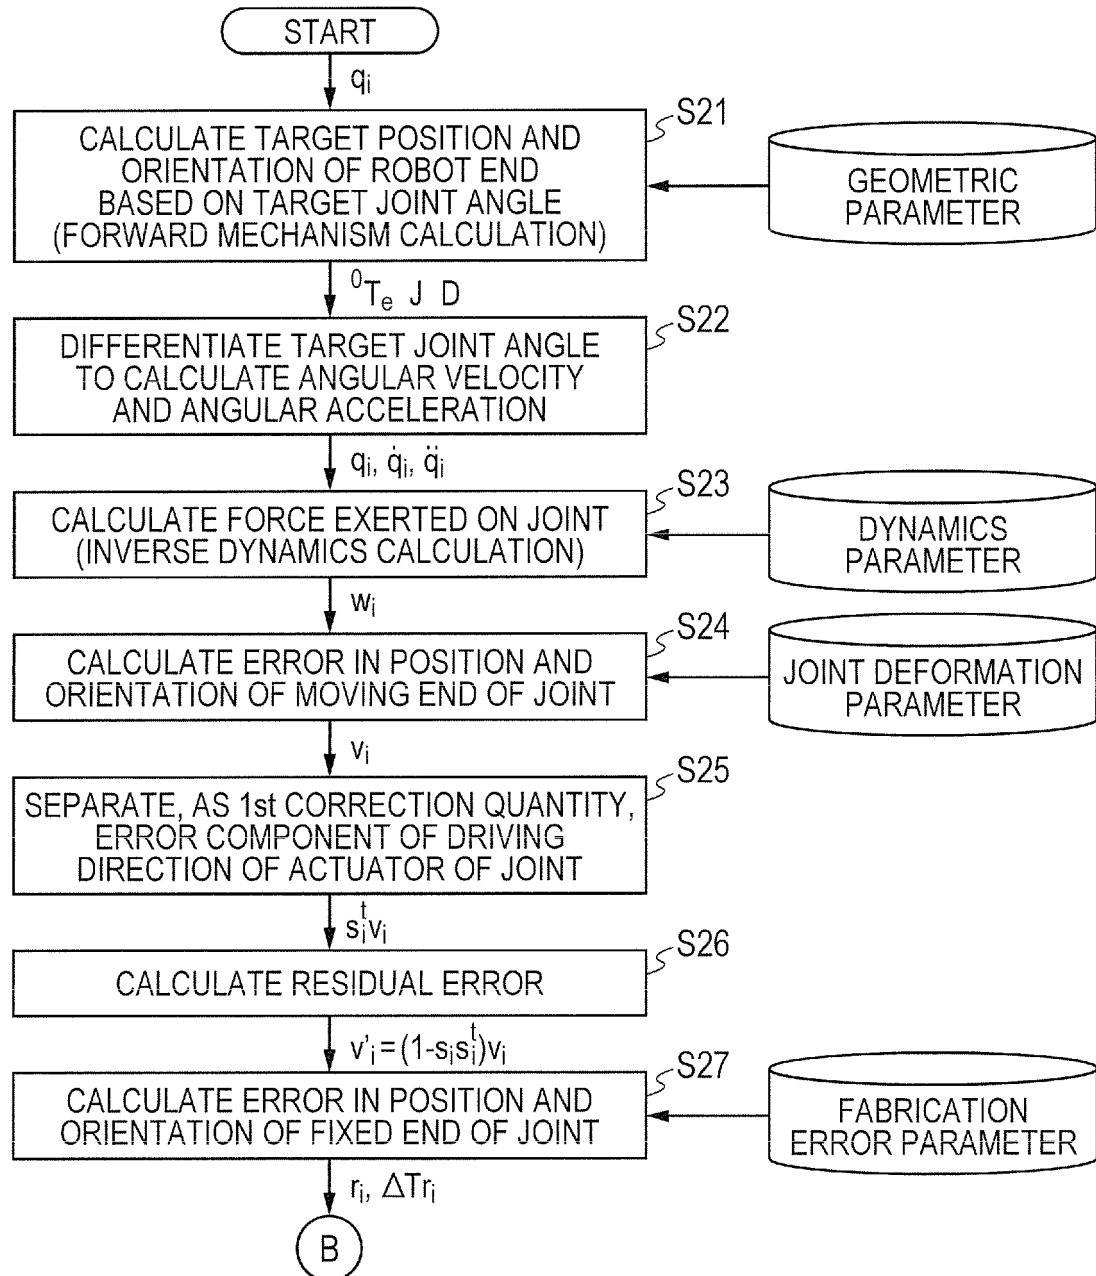 START
qᵢ
S21
CALCULATE TARGET POSITION AND
ORIENTATION OF ROBOT END
BASED ON TARGET JOINT ANGLE
(FORWARD MECHANISM CALCULATION)
GEOMETRIC
PARAMETER
⁰Tₑ J D
S22
DIFFERENTIATE TARGET JOINT ANGLE
TO CALCULATE ANGULAR VELOCITY
AND ANGULAR ACCELERATION
qᵢ, q̇ᵢ, q̈ᵢ
S23
CALCULATE FORCE EXERTED ON JOINT
(INVERSE DYNAMICS CALCULATION)
DYNAMICS
PARAMETER
wᵢ
S24
CALCULATE ERROR IN POSITION AND
ORIENTATION OF MOVING END OF JOINT
JOINT DEFORMATION
PARAMETER
vᵢ
S25
SEPARATE, AS 1st CORRECTION QUANTITY,
ERROR COMPONENT OF DRIVING
DIRECTION OF ACTUATOR OF JOINT
sᵢᵗvᵢ
S26
CALCULATE RESIDUAL ERROR
v'ᵢ=(1-sᵢsᵢᵗ)vᵢ
S27
CALCULATE ERROR IN POSITION AND
ORIENTATION OF FIXED END OF JOINT
FABRICATION
ERROR PARAMETER
rᵢ, ΔTrᵢ
B